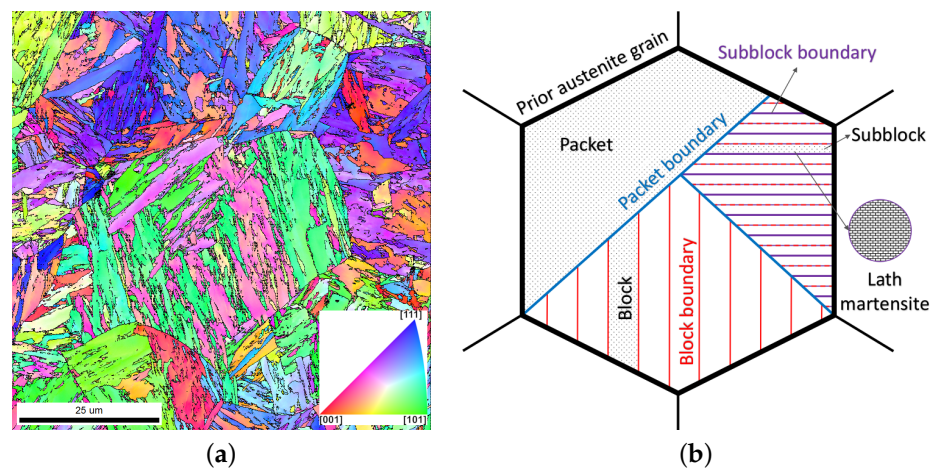 [111]
25 um
[001]
[101]
(a)
Prior austenite grain
Subblock boundary
Packet
Packet boundary
Subblock
Block
Block boundary
Lath
martensite
(b)